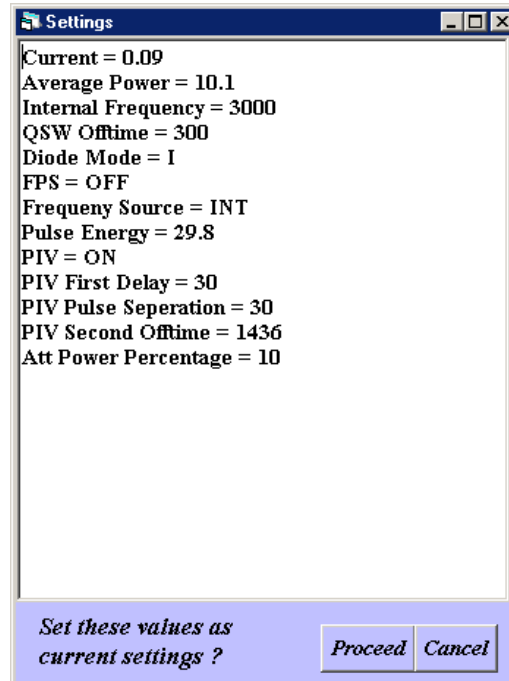 Settings
Current = 0.09
Average Power = 10.1
Internal Frequency = 3000
QSW Offtime = 300
Diode Mode = I
FPS = OFF
Frequeny Source = INT
Pulse Energy = 29.8
PIV = ON
PIV First Delay = 30
PIV Pulse Seperation = 30
PIV Second Offtime = 1436
Att Power Percentage = 10
Set these values as
current settings ?
Proceed Cancel